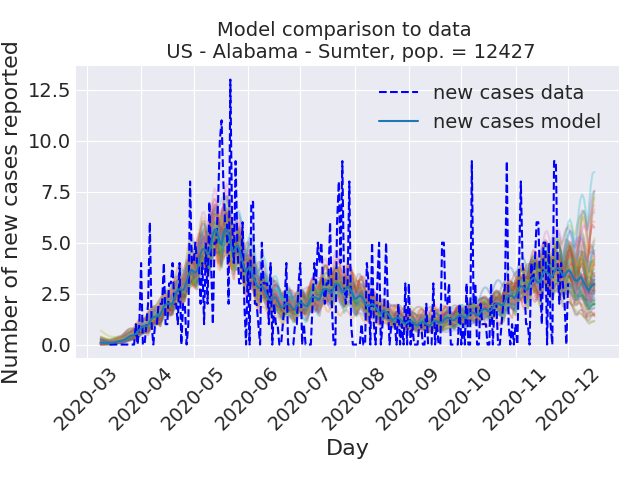 Model comparison to data
US - Alabama - Sumter, pop. = 12427
Number of new cases reported
12.5
10.0
7.5
5.0
2.5
0.0
new cases data
new cases model
2020-03
2020-04
2020-05
2020-06
2020-07
2020-08
2020-09
2020-10
2020-11
2020-12
Day